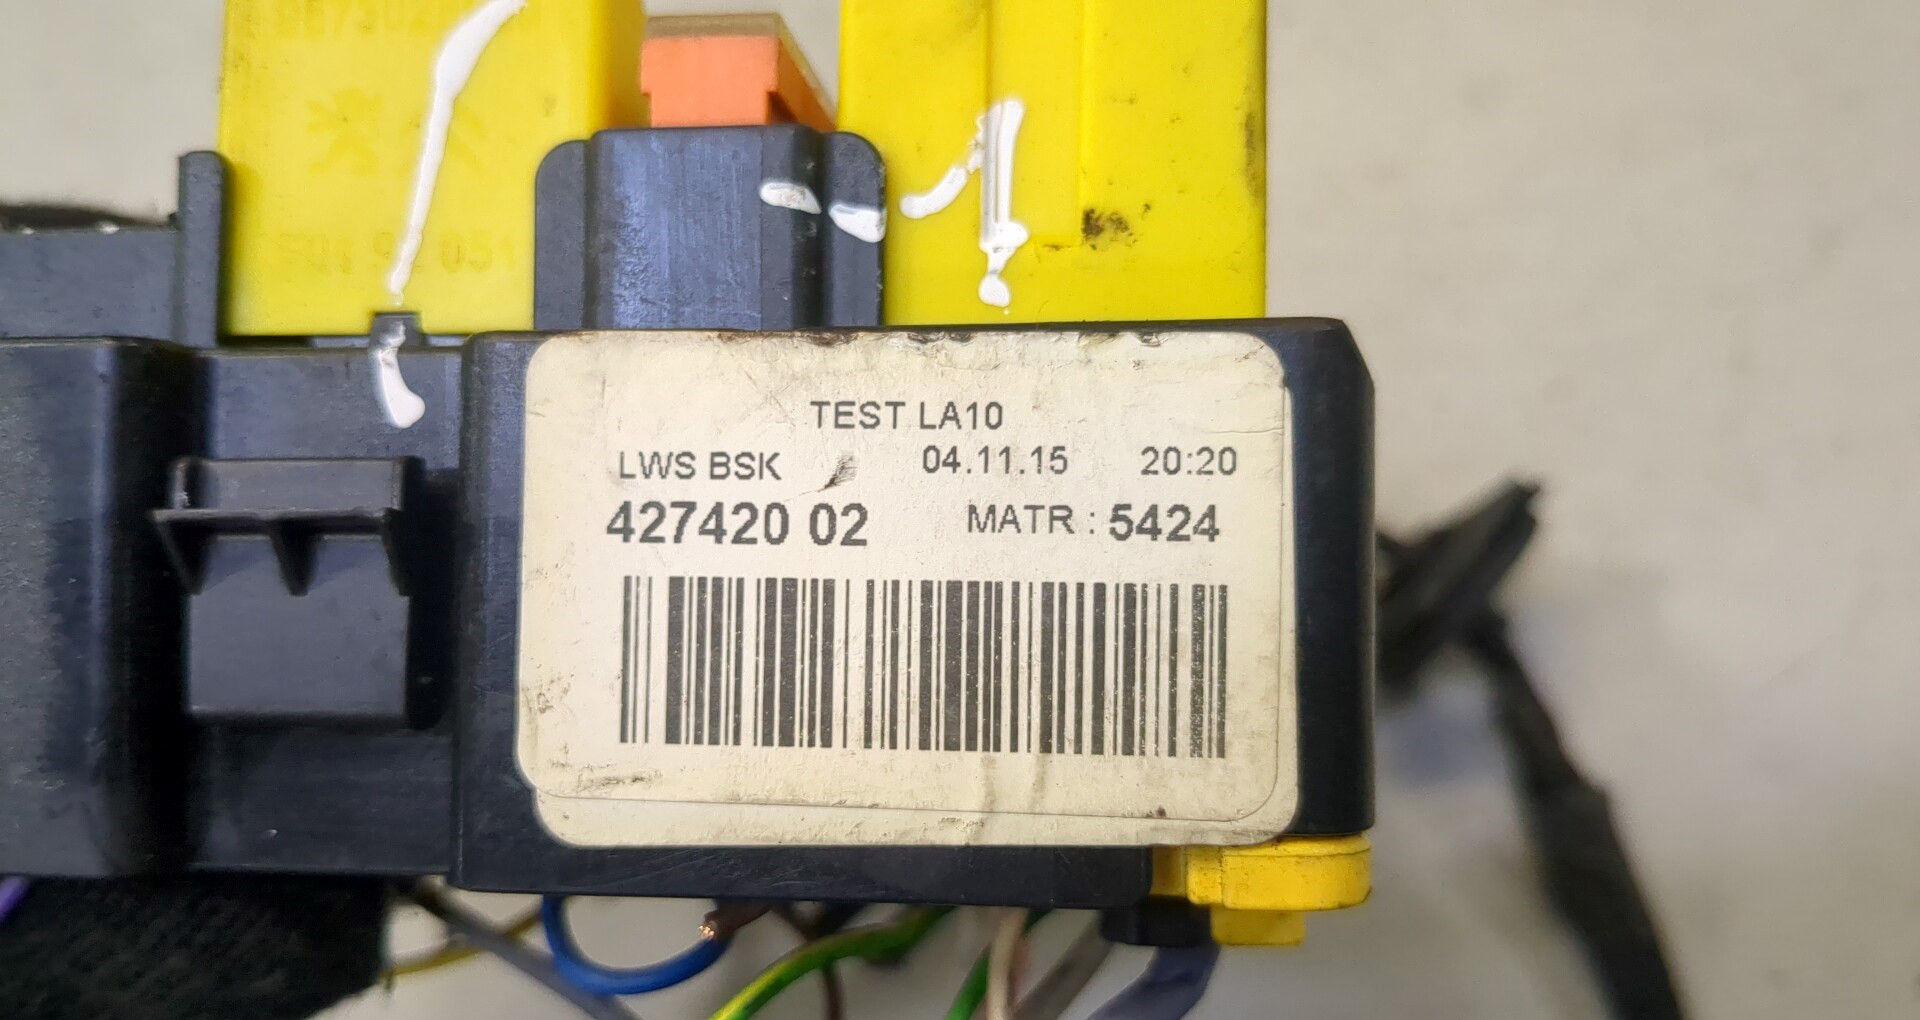 TEST LA10
LWS BSK 04.11.15 20:20
427420 02 MATR : 5424